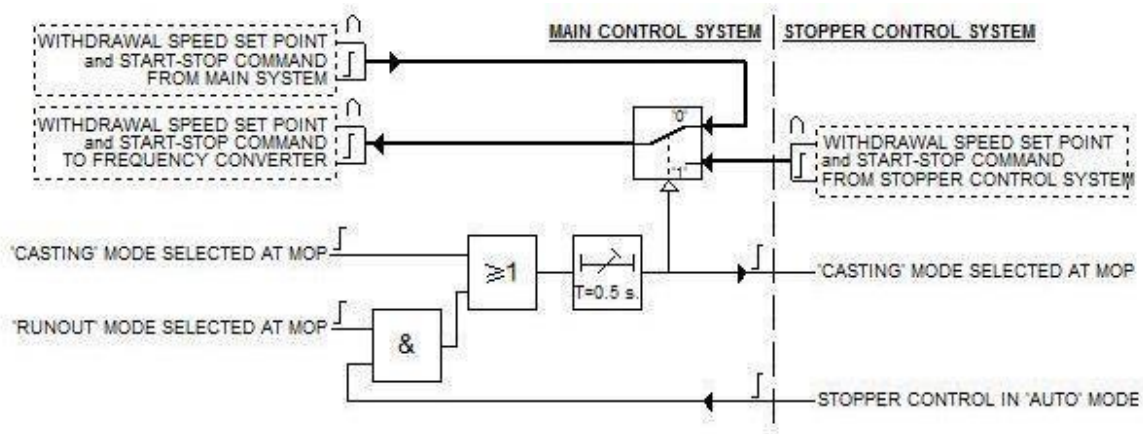 MAIN CONTROL SYSTEM
STOPPER CONTROL SYSTEM
WITHDRAWAL SPEED SET POINT
and START-STOP COMMAND
FROM MAIN SYSTEM
WITHDRAWAL SPEED SET POINT
and START-STOP COMMAND
TO FREQUENCY CONVERTER
'0'
'1'
WITHDRAWAL SPEED SET POINT
and START-STOP COMMAND
FROM STOPPER CONTROL SYSTEM
'CASTING' MODE SELECTED AT MOP
≥1
T=0.5 s.
'CASTING' MODE SELECTED AT MOP
'RUNOUT' MODE SELECTED AT MOP
&
STOPPER CONTROL IN 'AUTO' MODE